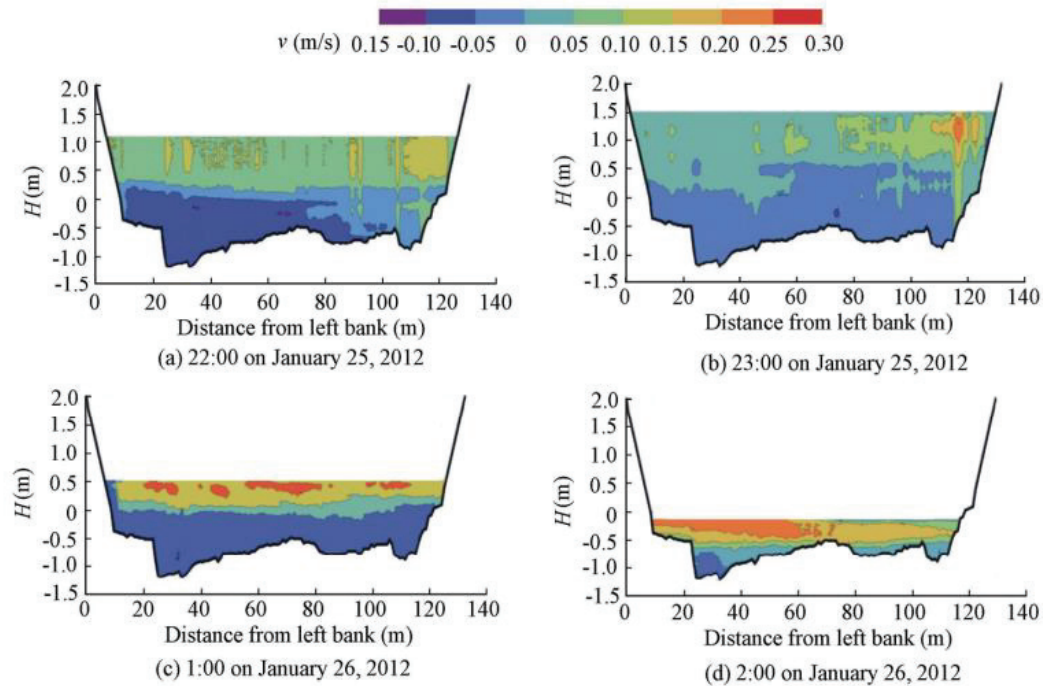 v (m/s) 0.15 -0.10 -0.05 0 0.05 0.10 0.15 0.20 0.25 0.30
2.0
1.5
1.0
0.5
0
-0.5
-1.0
-1.5
H(m)
0 20 40 60 80 100 120 140
Distance from left bank (m)
(a) 22:00 on January 25, 2012
2.0
1.5
1.0
0.5
0
-0.5
-1.0
-1.5
H(m)
0 20 40 60 80 100 120 140
Distance from left bank (m)
(b) 23:00 on January 25, 2012
2.0
1.5
1.0
0.5
0
-0.5
-1.0
-1.5
H(m)
0 20 40 60 80 100 120 140
Distance from left bank (m)
(c) 1:00 on January 26, 2012
2.0
1.5
1.0
0.5
0
-0.5
-1.0
-1.5
H(m)
0 20 40 60 80 100 120 140
Distance from left bank (m)
(d) 2:00 on January 26, 2012